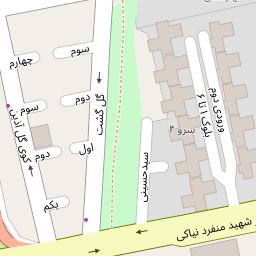 سوم
چهارم
گل گشت
سوم
دوم
کوی گل آذین
دوم
اول
یکم
سیدحسینی
سرو ۲
ورودی دوم
بلوک ۱ تا ۶
شهید منفرد نیاکی